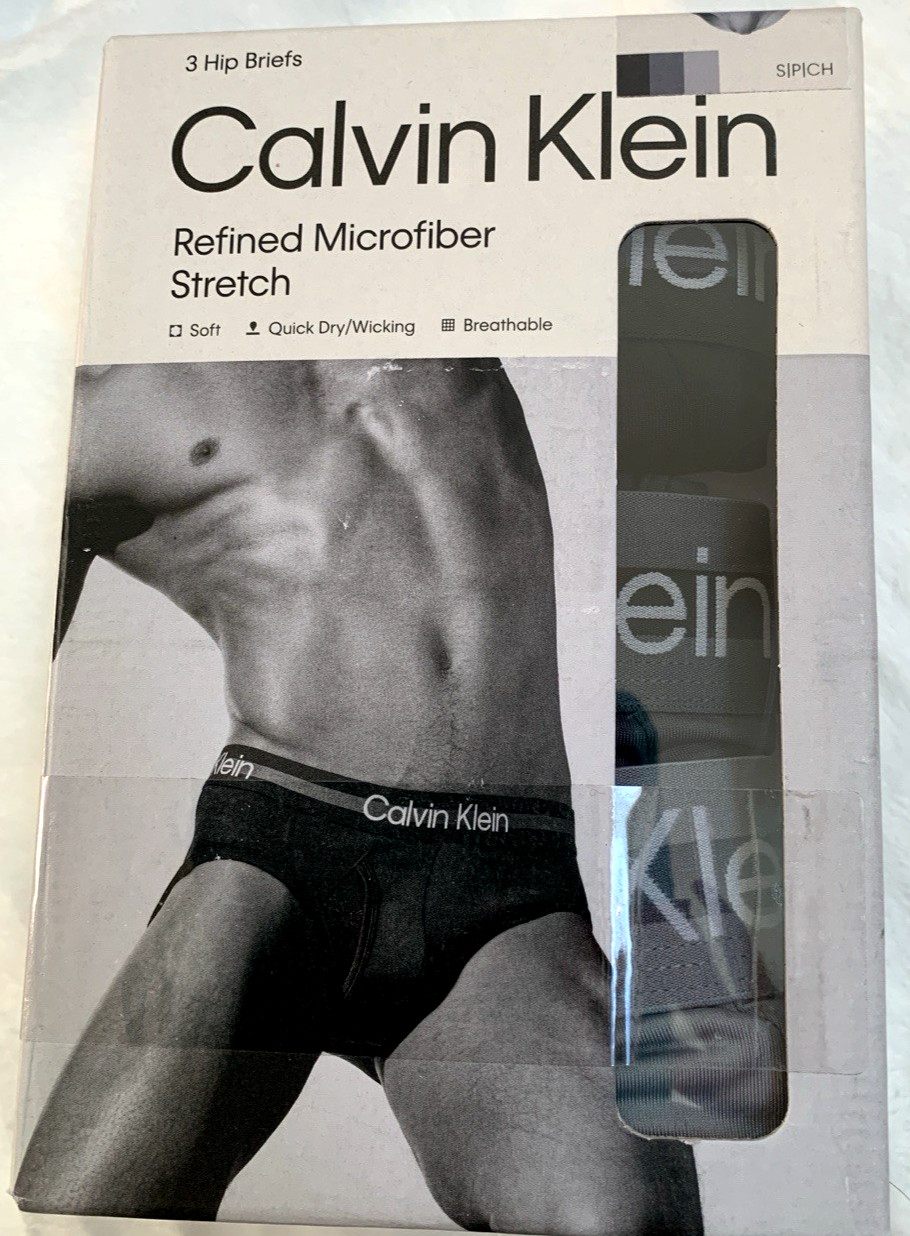 3 Hip Briefs
S|P|CH
Calvin Klein
Refined Microfiber
Stretch
Soft Quick Dry/Wicking Breathable
lein
ein
Kle
klein
Calvin Klein